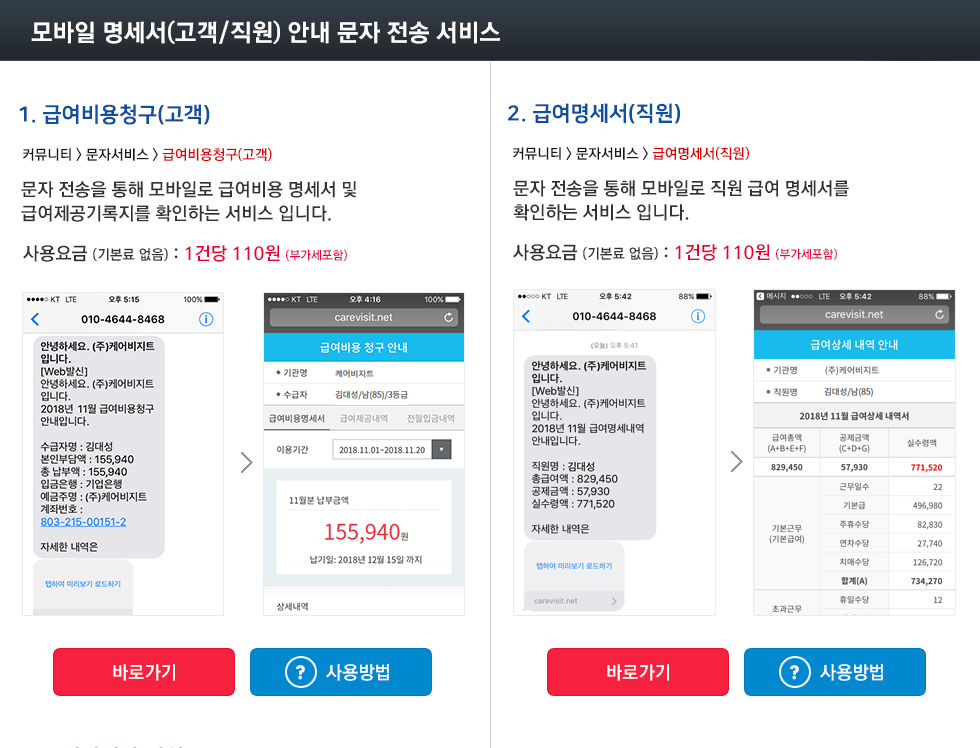 모바일 명세서(고객/직원) 안내 문자 전송 서비스
1. 급여비용청구(고객)
커뮤니티 > 문자서비스 > 급여비용청구(고객)
문자 전송을 통해 모바일로 급여비용 명세서 및
급여제공기록지를 확인하는 서비스 입니다.
사용요금 (기본료 없음) : 1건당 110원 (부가세포함)
KT LTE 오후 5:15 100%
010-4644-8468
안녕하세요. (주)케어비지트
입니다.
[Web발신]
안녕하세요. (주)케어비지트
입니다.
2018년 11월 급여비용청구
안내입니다.
수급자명 : 김대성
본인부담액 : 155,940
총 납부액 : 155,940
입금은행 : 기업은행
예금주명 : (주)케어비지트
계좌번호 :
803-215-00151-2
자세한 내역은
탭하여 미리보기 로드하기
KT LTE 오후 4:16 100%
carevisit.net
급여비용 청구 안내
기관명 케어비지트
수급자 김대성/남(85)/3등급
급여비용명세서 급여제공내역 전월입금내역
이용기간 2018.11.01~2018.11.20
11월분 납부금액
155,940원
납기일: 2018년 12월 15일 까지
상세내역
바로가기
? 사용방법
2. 급여명세서(직원)
커뮤니티 > 문자서비스 > 급여명세서(직원)
문자 전송을 통해 모바일로 직원 급여 명세서를
확인하는 서비스 입니다.
사용요금 (기본료 없음) : 1건당 110원 (부가세포함)
KT LTE 오후 5:42 88%
010-4644-8468
(오늘) 오후 5:41
안녕하세요. (주)케어비지트
입니다.
[Web발신]
안녕하세요. (주)케어비지트
입니다.
2018년 11월 급여명세내역
안내입니다.
직원명 : 김대성
총급여액 : 829,450
공제금액 : 57,930
실수령액 : 771,520
자세한 내역은
탭하여 미리보기 로드하기
carevisit.net
메시지 LTE 오후 5:42 88%
carevisit.net
급여상세 내역 안내
기관명 (주)케어비지트
직원명 김대성/남(85)
2018년 11월 급여상세 내역서
급여총액 공제금액 실수령액
(A+B+E+F) (C+D+G)
829,450 57,930 771,520
근무일수 22
기본급 496,980
기본근무 주휴수당 82,830
(기본급여) 연차수당 27,740
치매수당 126,720
합계(A) 734,270
초과근무 휴일수당 12
바로가기
? 사용방법